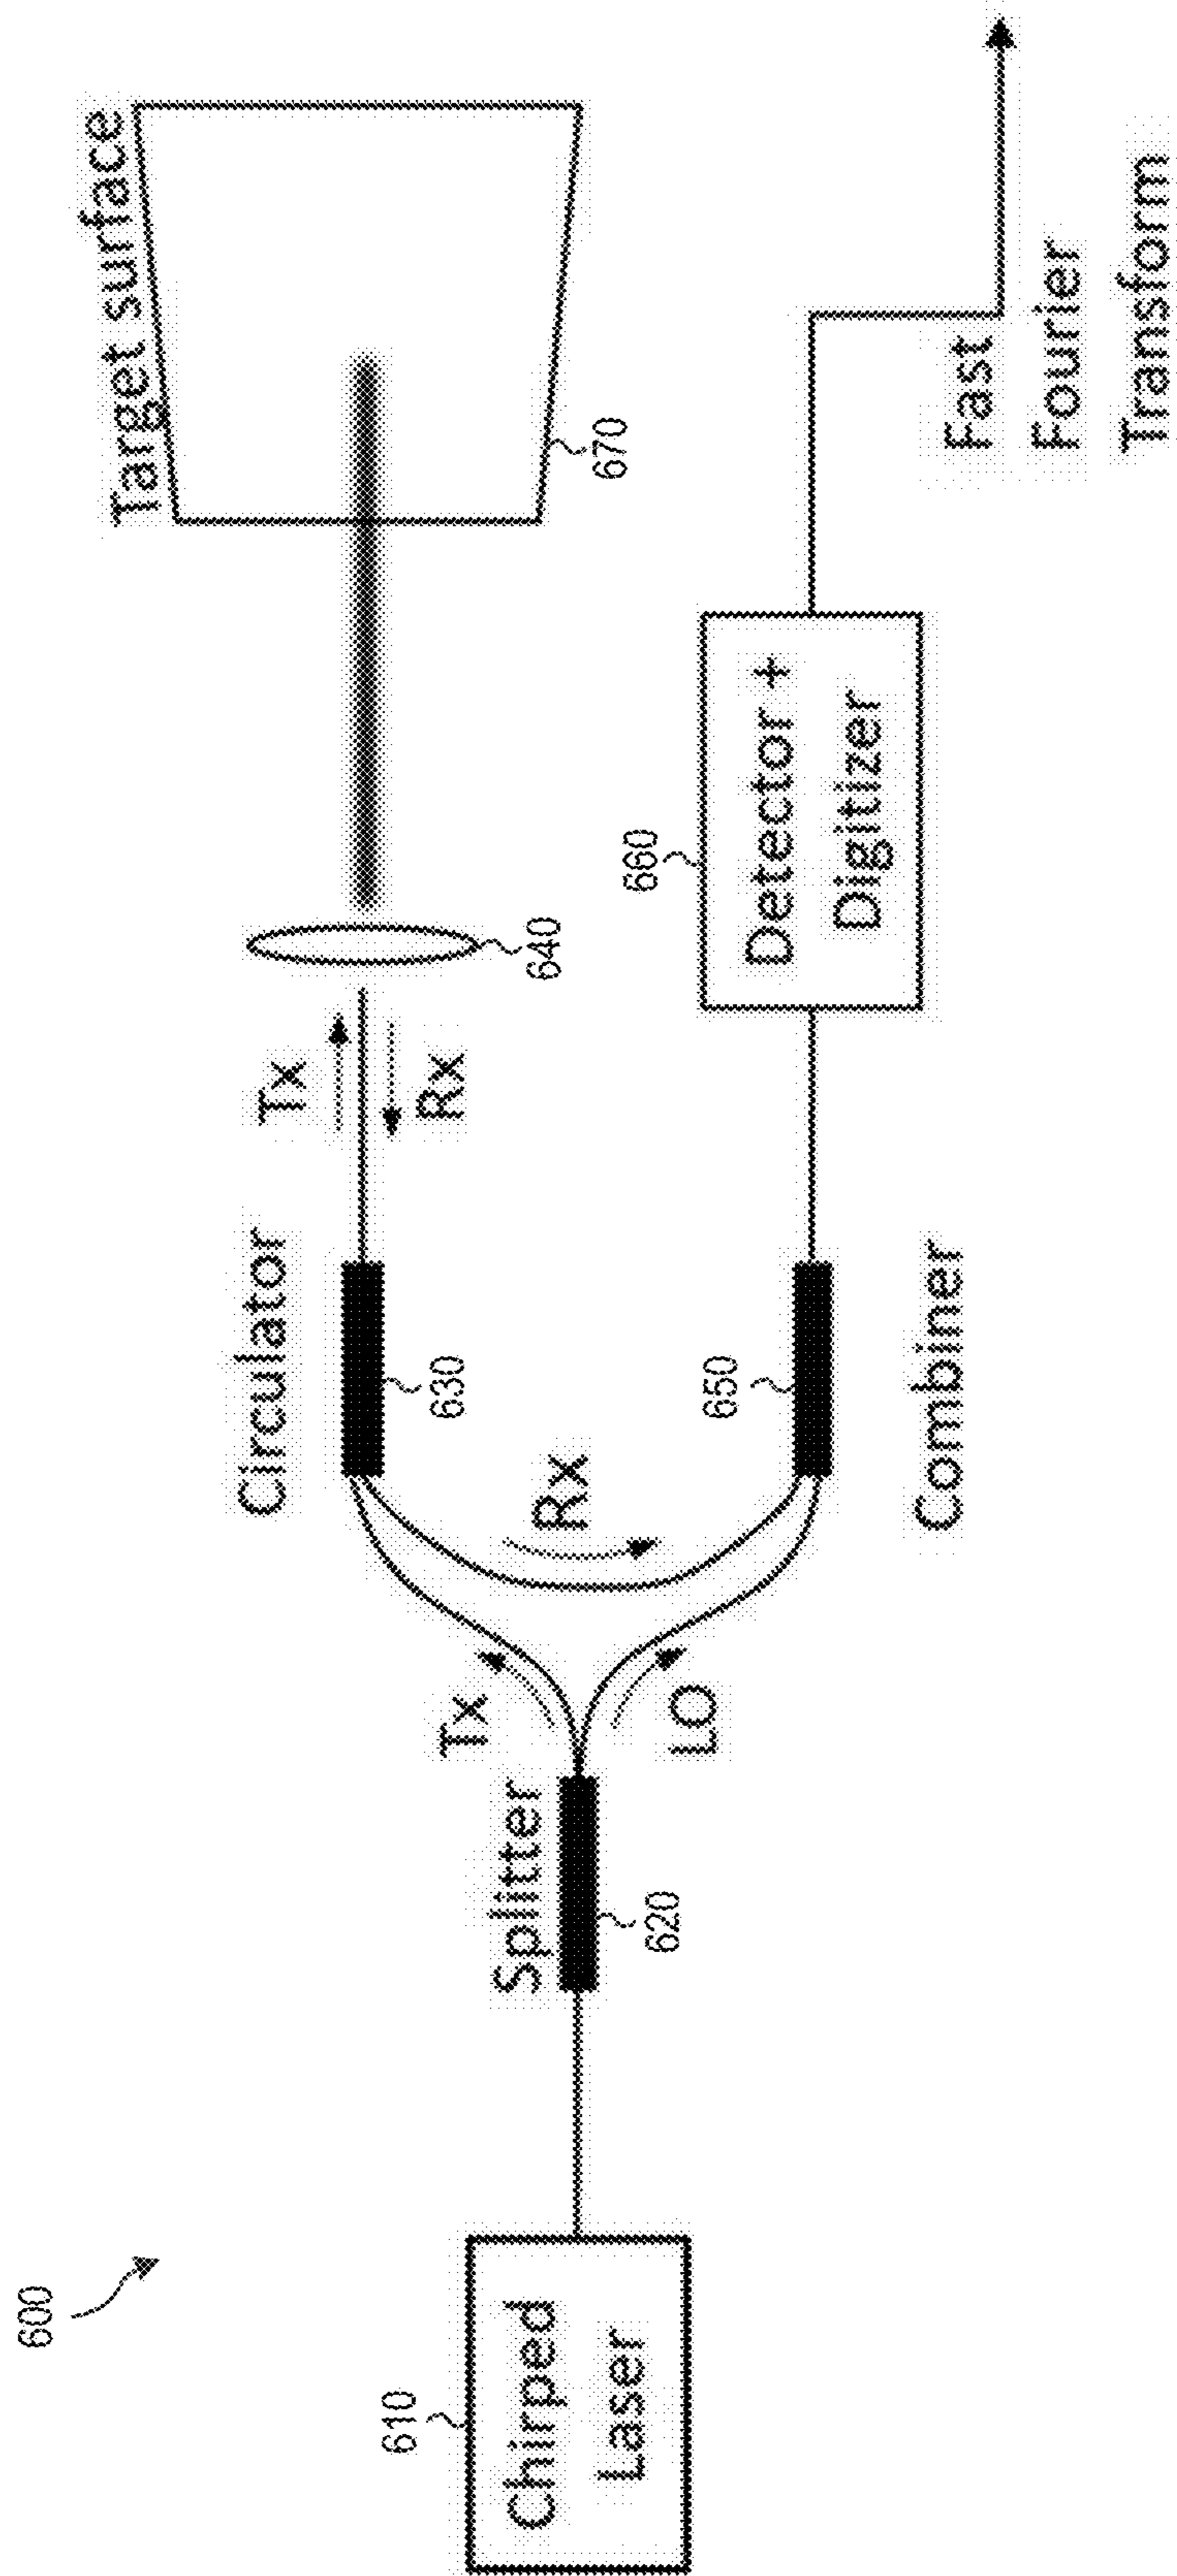 600
610
Chirped
Laser
Splitter
620
Tx
LO
Rx
Circulator
630
650
Combiner
Tx
Rx
640
Target surface
670
660
Detector +
Digitizer
Fast
Fourier
Transform